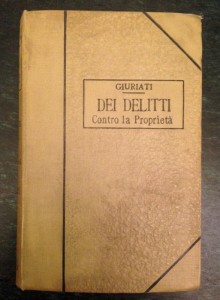 GIURIATI
DEI DELITTI
Contro la Proprietà